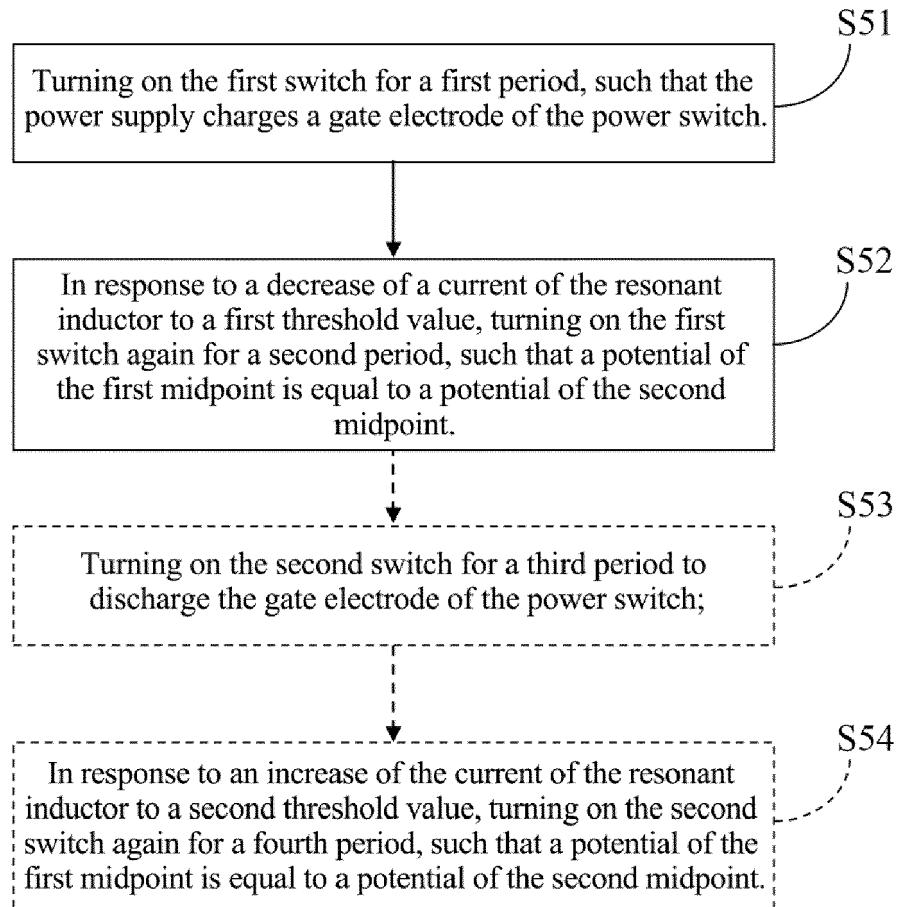 S51
Turning on the first switch for a first period, such that the
power supply charges a gate electrode of the power switch.
S52
In response to a decrease of a current of the resonant
inductor to a first threshold value, turning on the first
switch again for a second period, such that a potential of
the first midpoint is equal to a potential of the second
midpoint.
S53
Turning on the second switch for a third period to
discharge the gate electrode of the power switch;
S54
In response to an increase of the current of the resonant
inductor to a second threshold value, turning on the second
switch again for a fourth period, such that a potential of the
first midpoint is equal to a potential of the second midpoint.